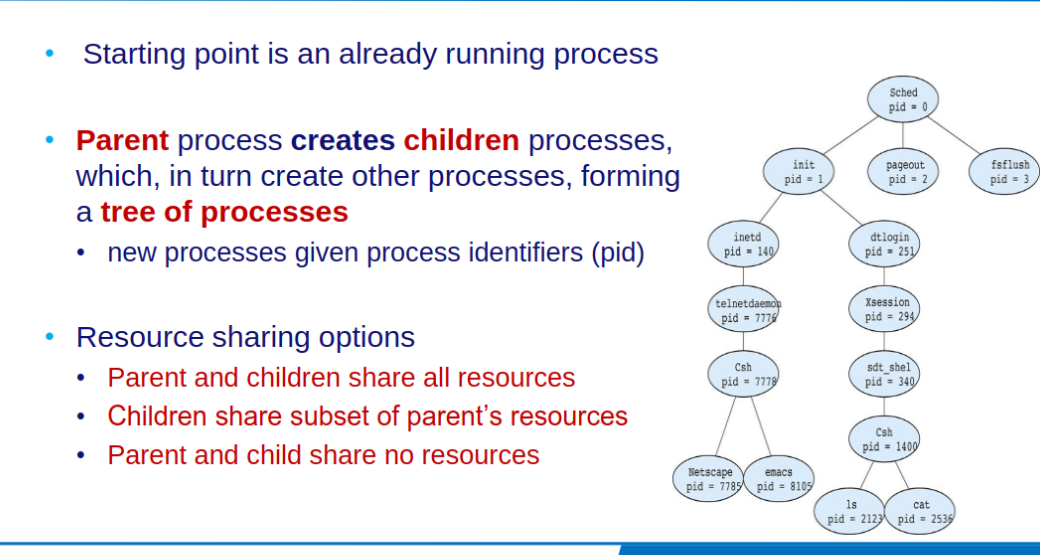 Starting point is an already running process
Parent process creates children processes,
which, in turn create other processes, forming
a tree of processes
new processes given process identifiers (pid)
Resource sharing options
Parent and children share all resources
Children share subset of parent’s resources
Parent and child share no resources
Sched
pid = 0
init
pid = 1
pageout
pid = 2
fsflush
pid = 3
inetd
pid = 140
dtlogin
pid = 251
telnetdaemon
pid = 7776
Xsession
pid = 294
Csh
pid = 7778
sdt_shel
pid = 340
Csh
pid = 1400
Netscape
pid = 7785
emacs
pid = 8105
ls
pid = 2123
cat
pid = 2536